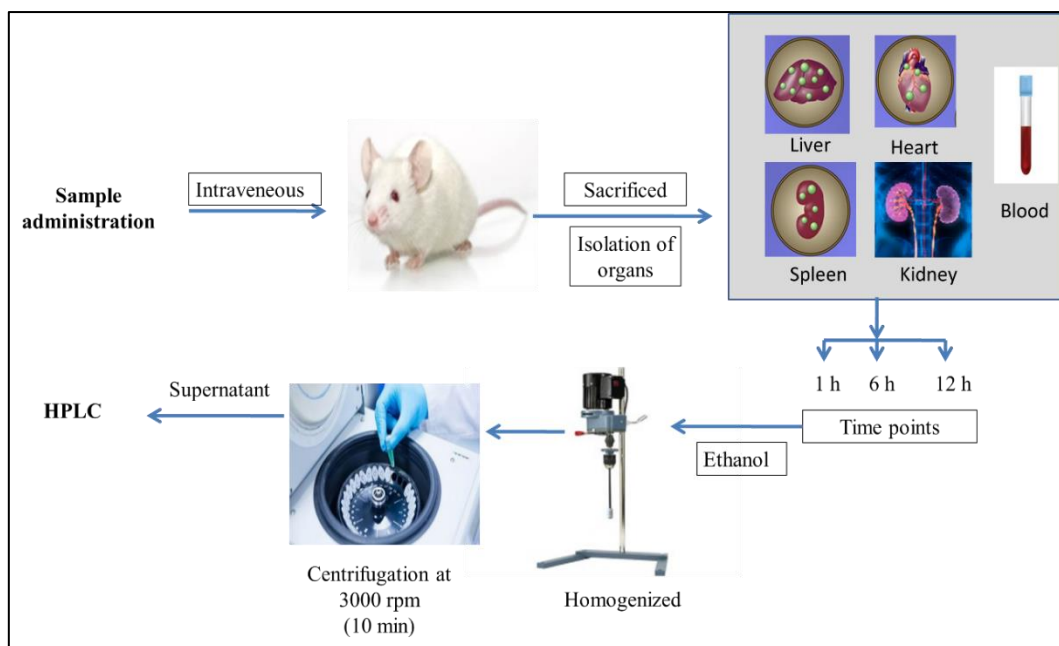 Sample
administration
Intraveneous
Sacrificed
Isolation of
organs
Liver
Heart
Spleen
Kidney
Blood
1 h
6 h
12 h
Time points
Ethanol
Homogenized
Centrifugation at
3000 rpm
(10 min)
Supernatant
HPLC